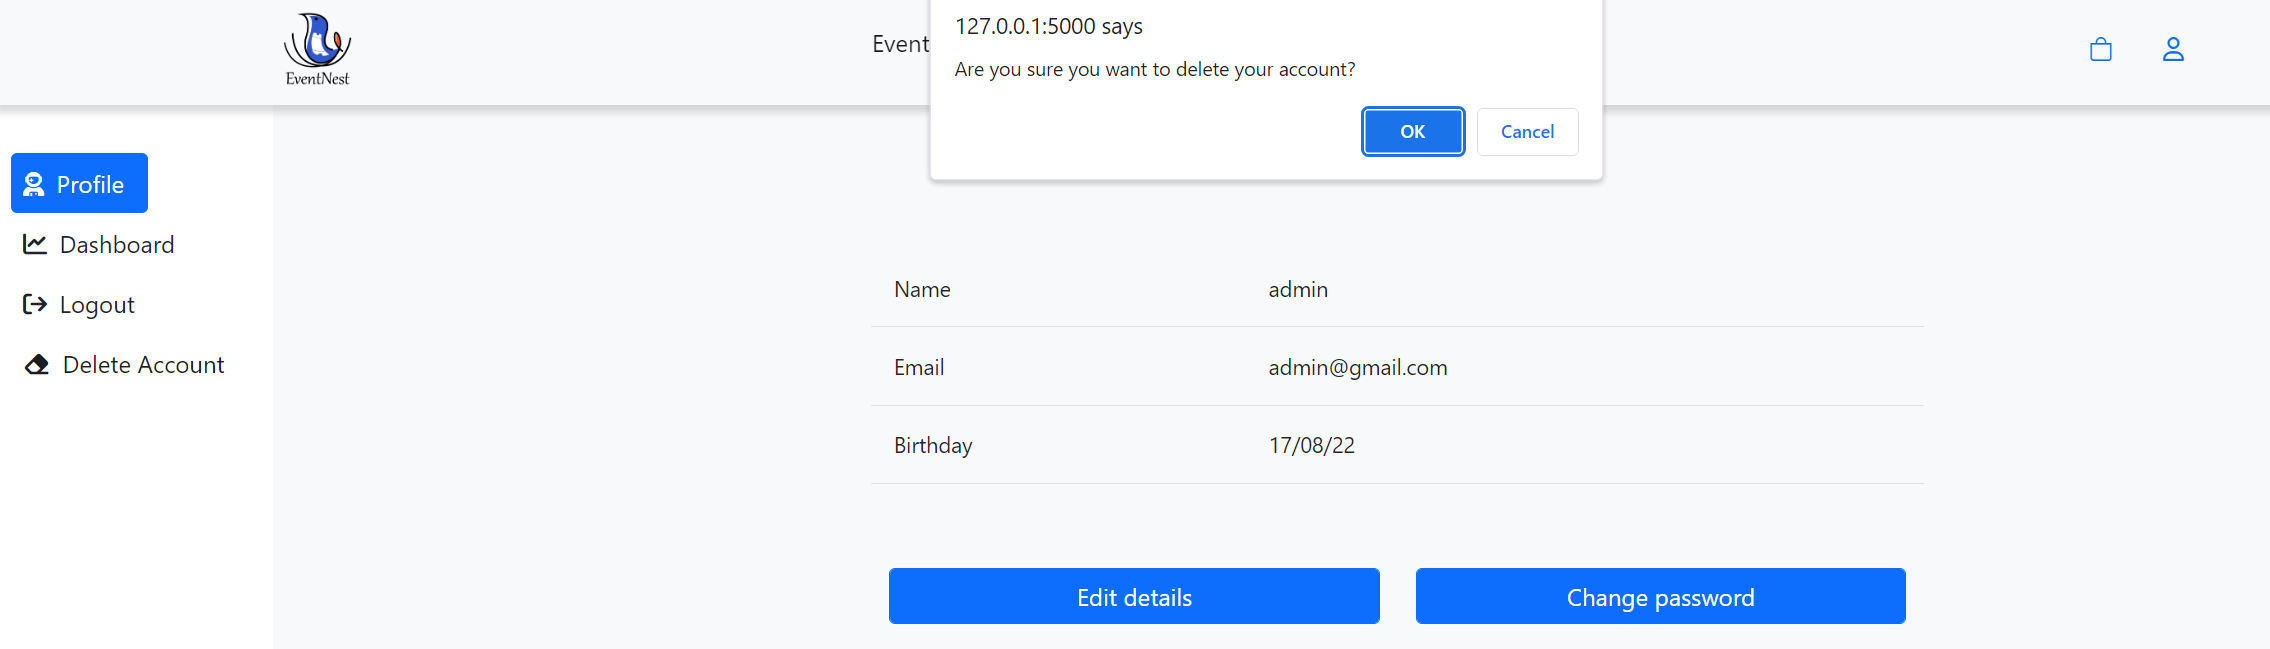 EventNest
Event
127.0.0.1:5000 says
Are you sure you want to delete your account?
OK
Cancel
Profile
Dashboard
Logout
Delete Account
Name admin
Email admin@gmail.com
Birthday 17/08/22
Edit details
Change password